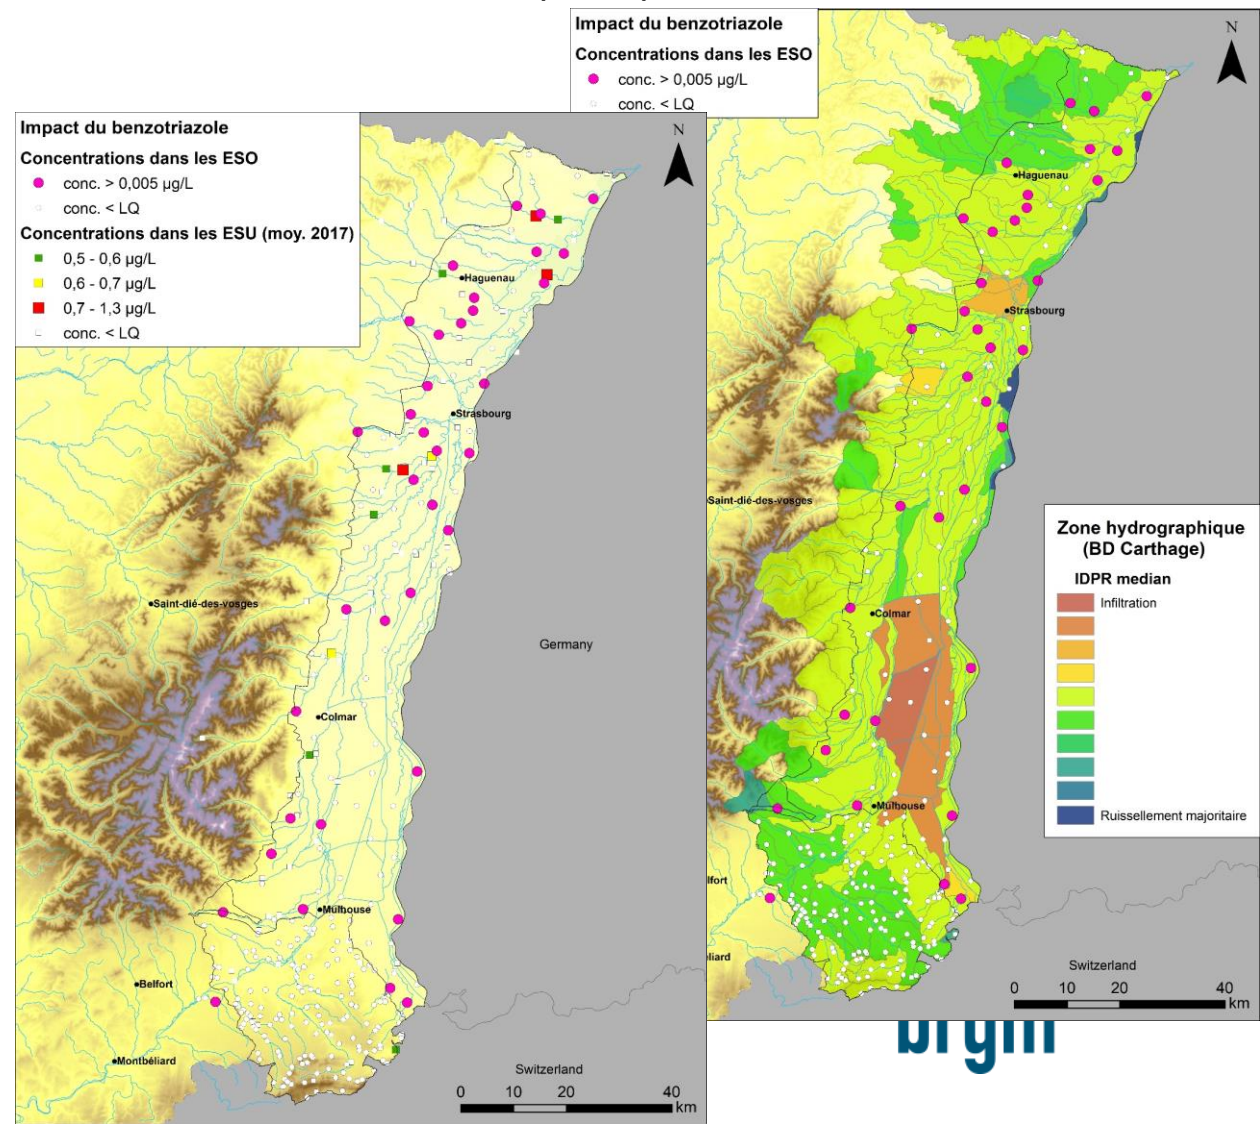 Impact du benzotriazole
Concentrations dans les ESO
conc. > 0,005 µg/L
conc. < LQ
N
Haguenau
Strasbourg
Saint-dié-des-vosges
Colmar
Mulhouse
lfort
liard
Switzerland
0 10 20 40
km
Zone hydrographique
(BD Carthage)
IDPR median
Infiltration
Ruissellement majoritaire
Impact du benzotriazole
Concentrations dans les ESO
conc. > 0,005 µg/L
conc. < LQ
Concentrations dans les ESU (moy. 2017)
0,5 - 0,6 µg/L
0,6 - 0,7 µg/L
0,7 - 1,3 µg/L
conc. < LQ
N
Haguenau
Strasbourg
Saint-dié-des-vosges
Germany
Colmar
Mulhouse
Belfort
Montbéliard
Switzerland
0 10 20 40
km
brgm